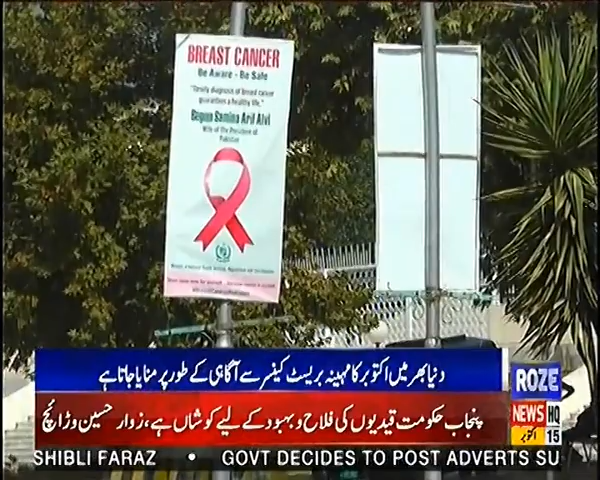 BREAST CANCER
Be Aware - Be Safe
"Timely diagnosis of breast cancer
guarantees a healthy life."
Begum Samina Arif Alvi
Wife of the President of
Pakistan
دنیا بھر میں اکتوبر کا مہینہ بریسٹ کینسر سے آگاہی کے طور پر منایا جاتا ہے
پنجاب حکومت قیدیوں کی فلاح و بہبود کے لیے کوشاں ہے، زوار حسین وڑائچ
ROZE
NEWS HQ
اکتوبر 15
SHIBLI FARAZ • GOVT DECIDES TO POST ADVERTS SU